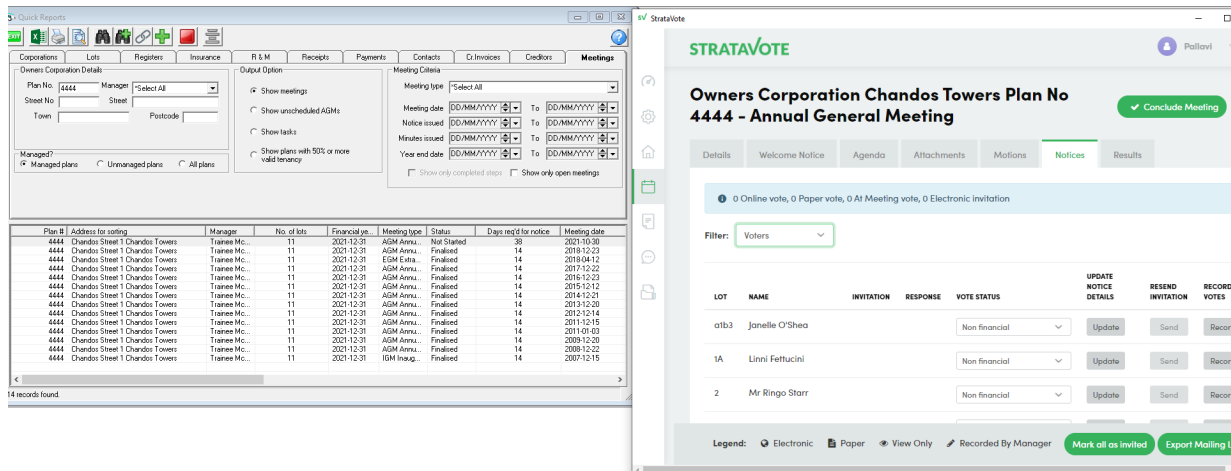 Quick Reports
EXIT
Corporations Lots Registers Insurance R & M Receipts Payments Contacts Cr.Invoices Creditors Meetings
Owners Corporation Details
Plan No. 4444 Manager *Select All
Street No Street
Town Postcode
Managed?
Managed plans Unmanaged plans All plans
Output Option
Show meetings
Show unscheduled AGMs
Show tasks
Show plans with 50% or more
valid tenancy
Meeting Criteria
Meeting type *Select All
Meeting date DD/MM/YYYY To DD/MM/YYYY
Notice issued DD/MM/YYYY To DD/MM/YYYY
Minutes issued DD/MM/YYYY To DD/MM/YYYY
Year end date DD/MM/YYYY To DD/MM/YYYY
Show only completed steps Show only open meetings
Plan # Address for sorting Manager No. of lots Financial ye... Meeting type Status Days req'd for notice Meeting date
4444 Chandos Street 1 Chandos Towers Trainee Mc... 11 2021-12-31 AGM Annu... Not Started 38 2021-10-30
4444 Chandos Street 1 Chandos Towers Trainee Mc... 11 2021-12-31 AGM Annu... Finalised 14 2018-12-23
4444 Chandos Street 1 Chandos Towers Trainee Mc... 11 2021-12-31 EGM Extra... Finalised 14 2018-04-12
4444 Chandos Street 1 Chandos Towers Trainee Mc... 11 2021-12-31 AGM Annu... Finalised 14 2017-12-22
4444 Chandos Street 1 Chandos Towers Trainee Mc... 11 2021-12-31 AGM Annu... Finalised 14 2016-12-23
4444 Chandos Street 1 Chandos Towers Trainee Mc... 11 2021-12-31 AGM Annu... Finalised 14 2015-12-12
4444 Chandos Street 1 Chandos Towers Trainee Mc... 11 2021-12-31 AGM Annu... Finalised 14 2014-12-21
4444 Chandos Street 1 Chandos Towers Trainee Mc... 11 2021-12-31 AGM Annu... Finalised 14 2013-12-20
4444 Chandos Street 1 Chandos Towers Trainee Mc... 11 2021-12-31 AGM Annu... Finalised 14 2012-12-14
4444 Chandos Street 1 Chandos Towers Trainee Mc... 11 2021-12-31 AGM Annu... Finalised 14 2011-12-15
4444 Chandos Street 1 Chandos Towers Trainee Mc... 11 2021-12-31 AGM Annu... Finalised 14 2011-01-03
4444 Chandos Street 1 Chandos Towers Trainee Mc... 11 2021-12-31 AGM Annu... Finalised 14 2009-12-20
4444 Chandos Street 1 Chandos Towers Trainee Mc... 11 2021-12-31 AGM Annu... Finalised 14 2008-12-22
4444 Chandos Street 1 Chandos Towers Trainee Mc... 11 2021-12-31 IGM Inaug... Finalised 14 2007-12-15
14 records found.
SV StrataVote
STRATAVOTE
Pallavi
Owners Corporation Chandos Towers Plan No
4444 - Annual General Meeting
Conclude Meeting
Details Welcome Notice Agenda Attachments Motions Notices Results
0 Online vote, 0 Paper vote, 0 At Meeting vote, 0 Electronic invitation
Filter: Voters
LOT NAME INVITATION RESPONSE VOTE STATUS UPDATE NOTICE DETAILS RESEND INVITATION RECORD VOTES
a1b3 Janelle O'Shea Non financial Update Send Recor
1A Linni Fettucini Non financial Update Send Recor
2 Mr Ringo Starr Non financial Update Send Recor
Legend: Electronic Paper View Only Recorded By Manager Mark all as invited Export Mailing L